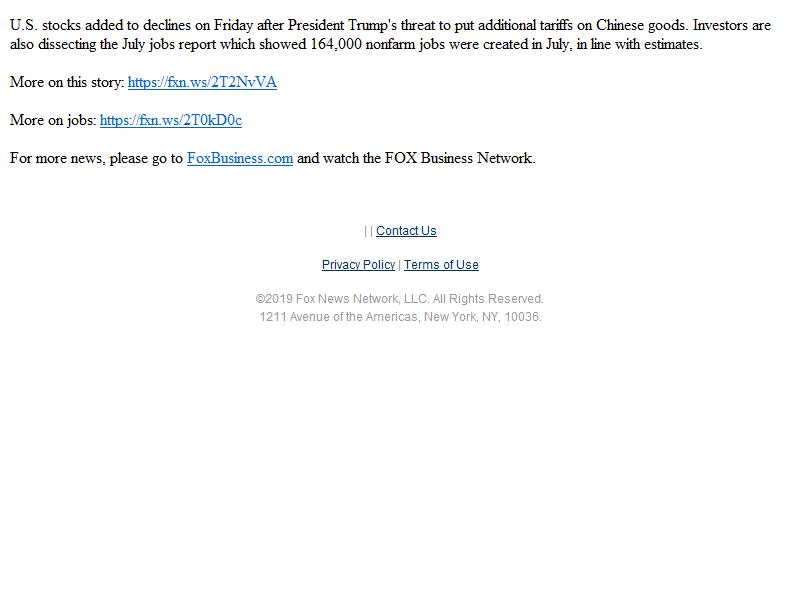 U.S. stocks added to declines on Friday after President Trump's threat to put additional tariffs on Chinese goods. Investors are
also dissecting the July jobs report which showed 164,000 nonfarm jobs were created in July, in line with estimates.
More on this story: https://fxn.ws/2T2NvVA
More on jobs: https://fxn.ws/2T0kD0c
For more news, please go to FoxBusiness.com and watch the FOX Business Network.
| | Contact Us
Privacy Policy | Terms of Use
©2019 Fox News Network, LLC. All Rights Reserved.
1211 Avenue of the Americas, New York, NY, 10036.